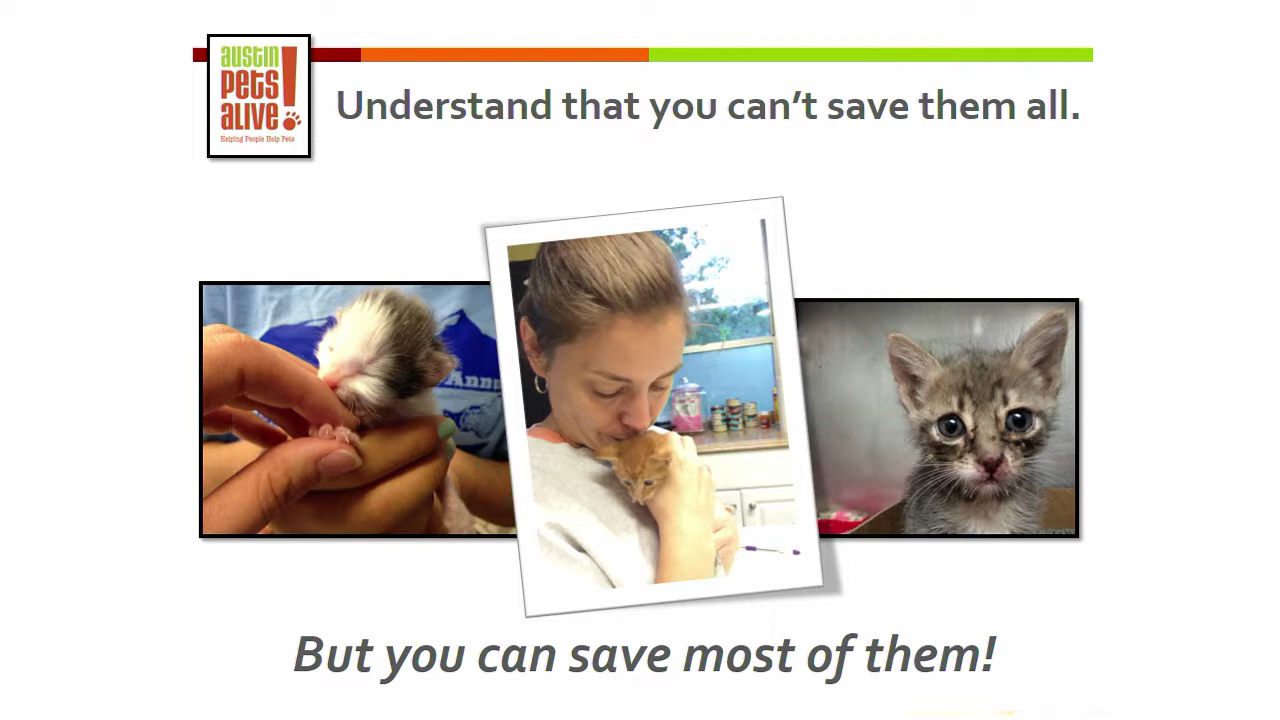 austin
pets
alive!
Helping People Help Pets
Understand that you can't save them all.
But you can save most of them!